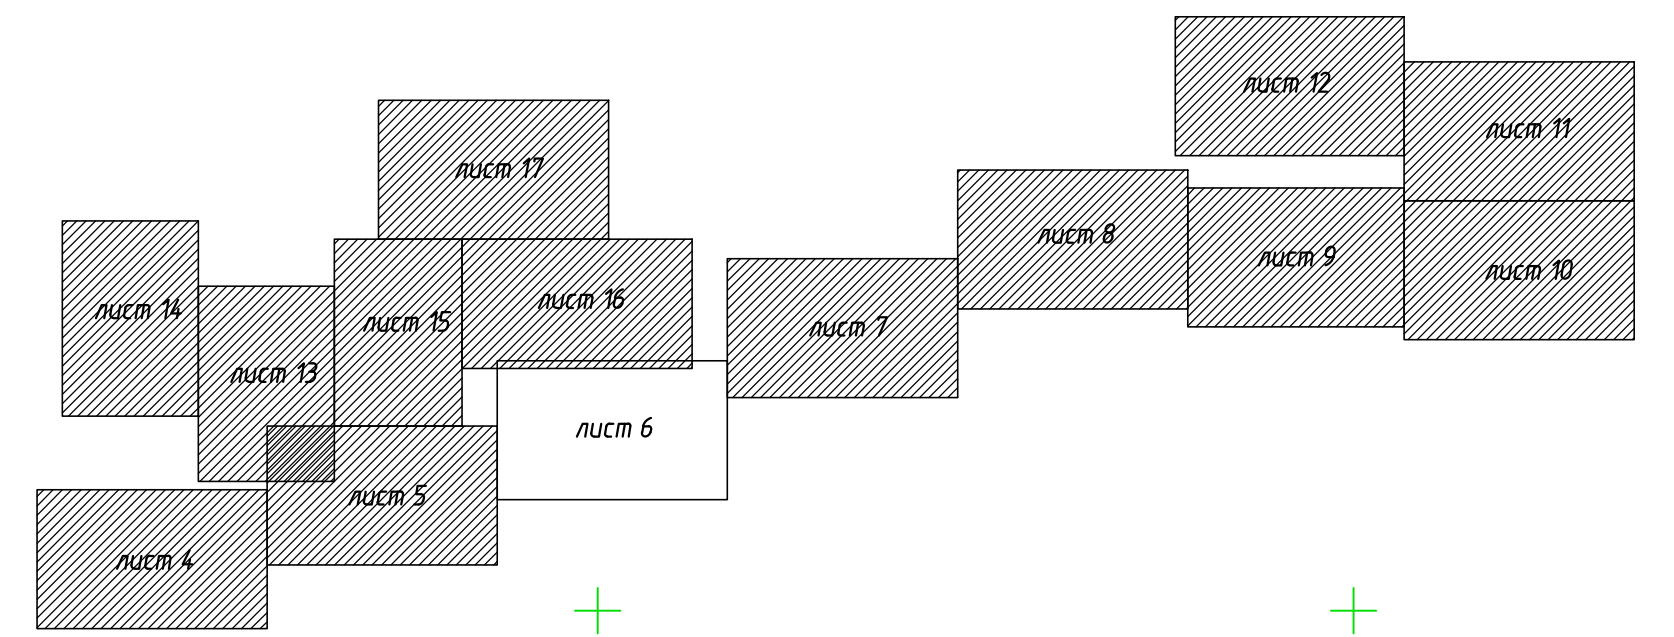 лист 12
лист 11
лист 17
лист 8
лист 9
лист 10
лист 14
лист 16
лист 15
лист 7
лист 13
лист 6
лист 5
лист 4